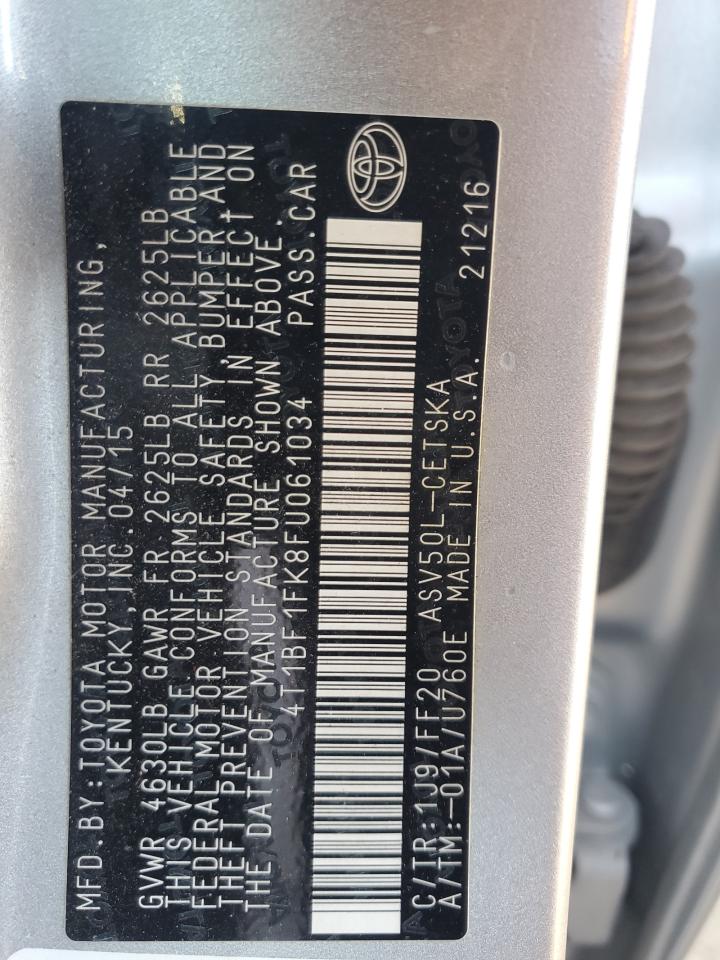 MFD.BY:TOYOTA MOTOR MANUFACTURING,
KENTUCKY,INC.04/15
GVWR 4630LB GAWR FR 2625LB RR 2625LB
THIS VEHICLE CONFORMS TO ALL APPLICABLE
FEDERAL MOTOR VEHICLE SAFETY,BUMPER,AND
THEFT PREVENTION STANDARDS IN EFFECT ON
THE DATE OF MANUFACTURE SHOWN ABOVE.
4T1BF1FK8FU061034 PASS.CAR
C/TR:1J9/FF20 ASV50L-CETSKA 21216
A/TM:-01A/U760E MADE IN U.S.A.